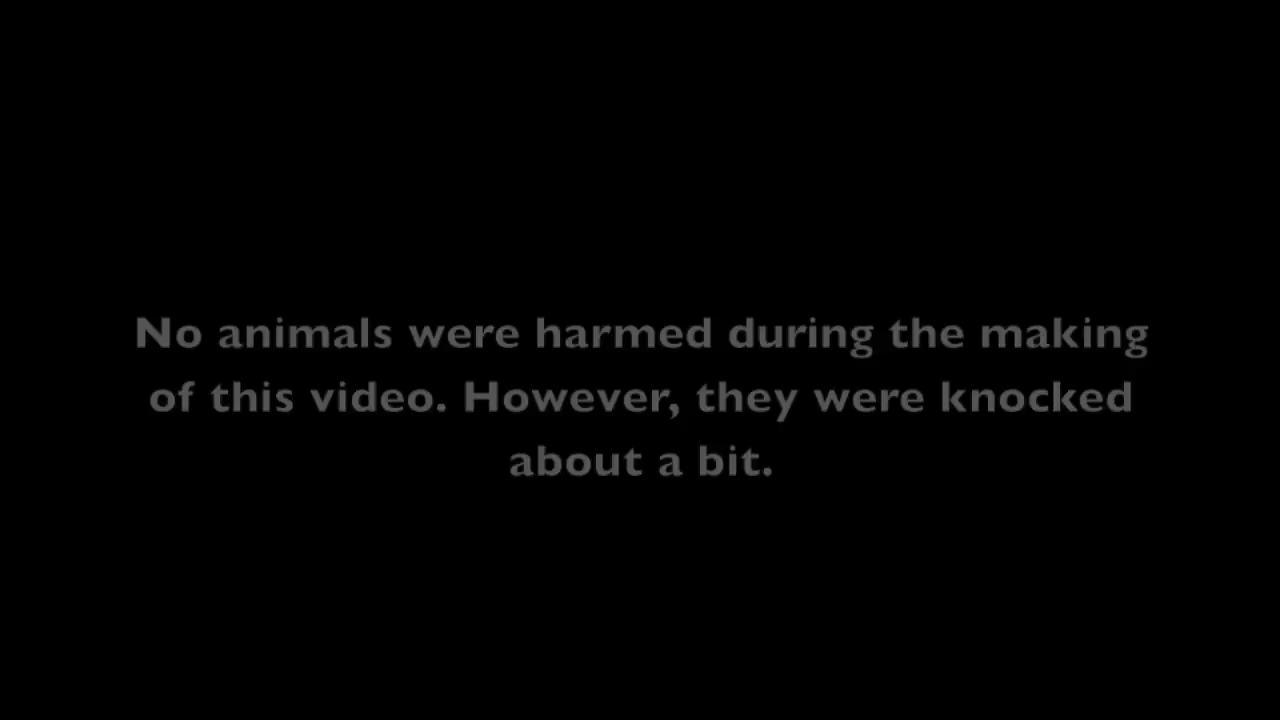 No animals were harmed during the making
of this video. However, they were knocked
about a bit.